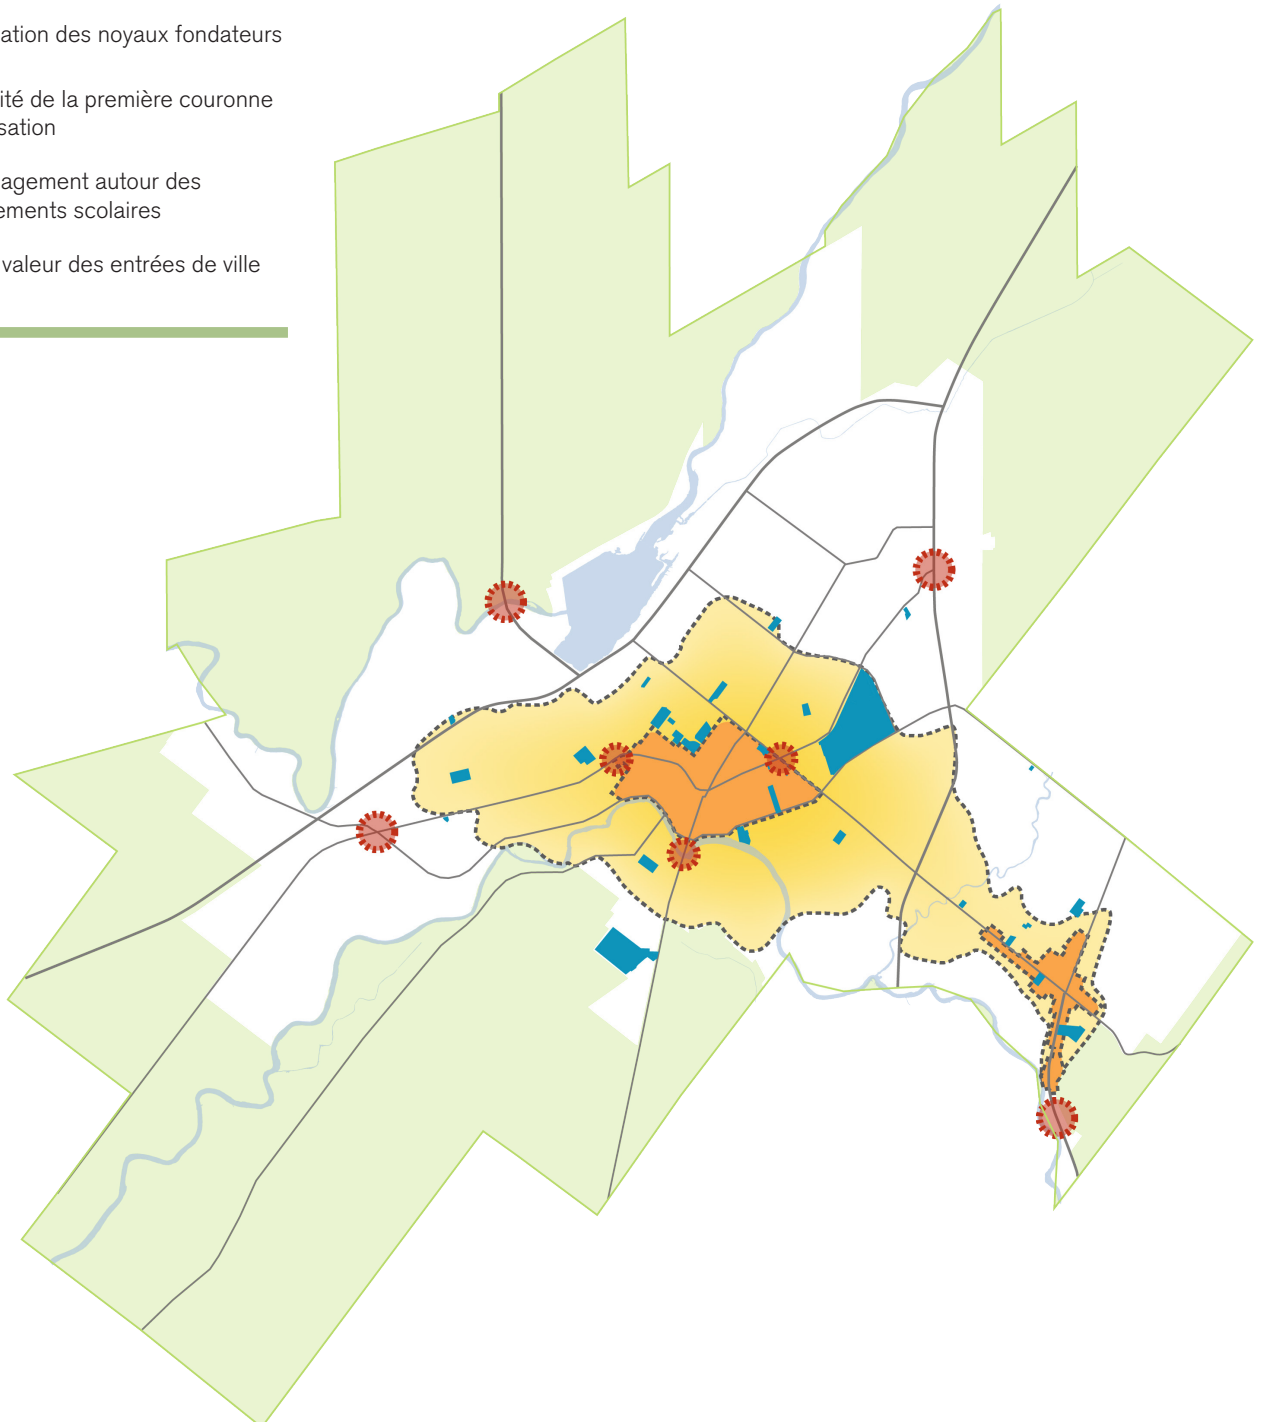 ation des noyaux fondateurs
ité de la première couronne
sation
agement autour des
ements scolaires
valeur des entrées de ville